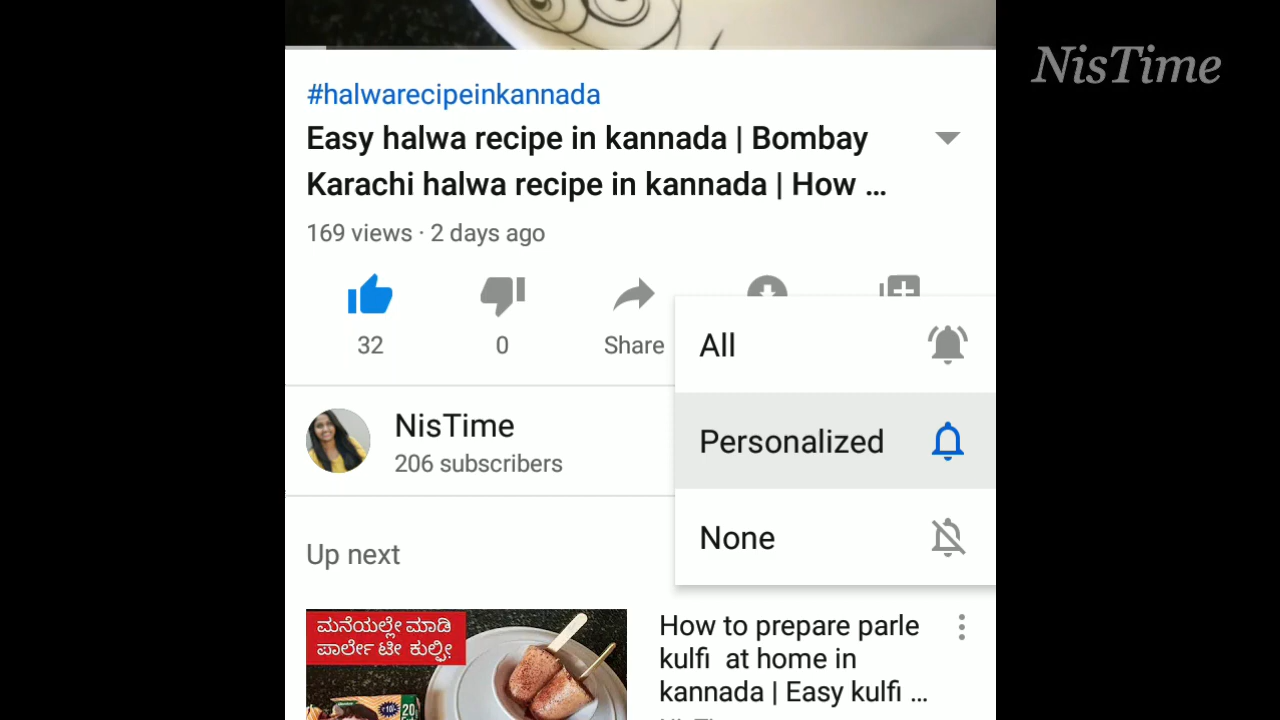 NisTime
#halwarecipeinkannada
Easy halwa recipe in kannada | Bombay
Karachi halwa recipe in kannada | How ...
169 views · 2 days ago
32
0
Share
All
NisTime
206 subscribers
Personalized
None
Up next
ಮನೆಯಲ್ಲೇ ಮಾಡಿ
ಪಾರ್ಲೇ ಟೀ ಕುಲ್ಫೀ
How to prepare parle
kulfi at home in
kannada | Easy kulfi ...
20